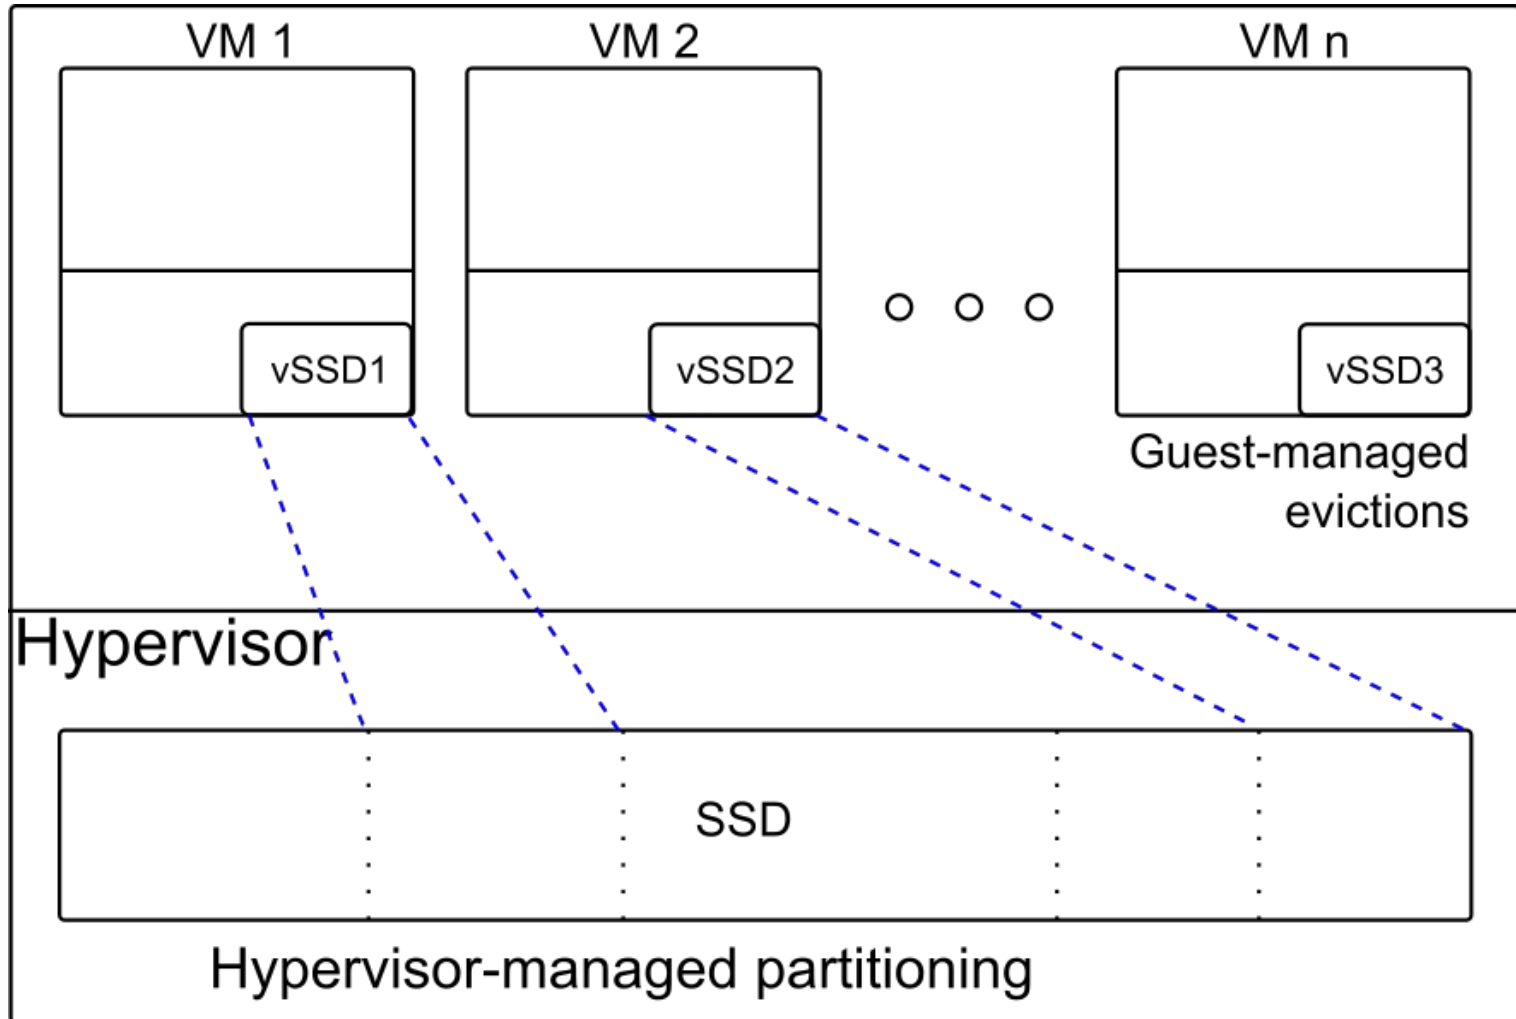 VM 1
VM 2
VM n
vSSD1
vSSD2
vSSD3
Guest-managed
evictions
Hypervisor
SSD
Hypervisor-managed partitioning